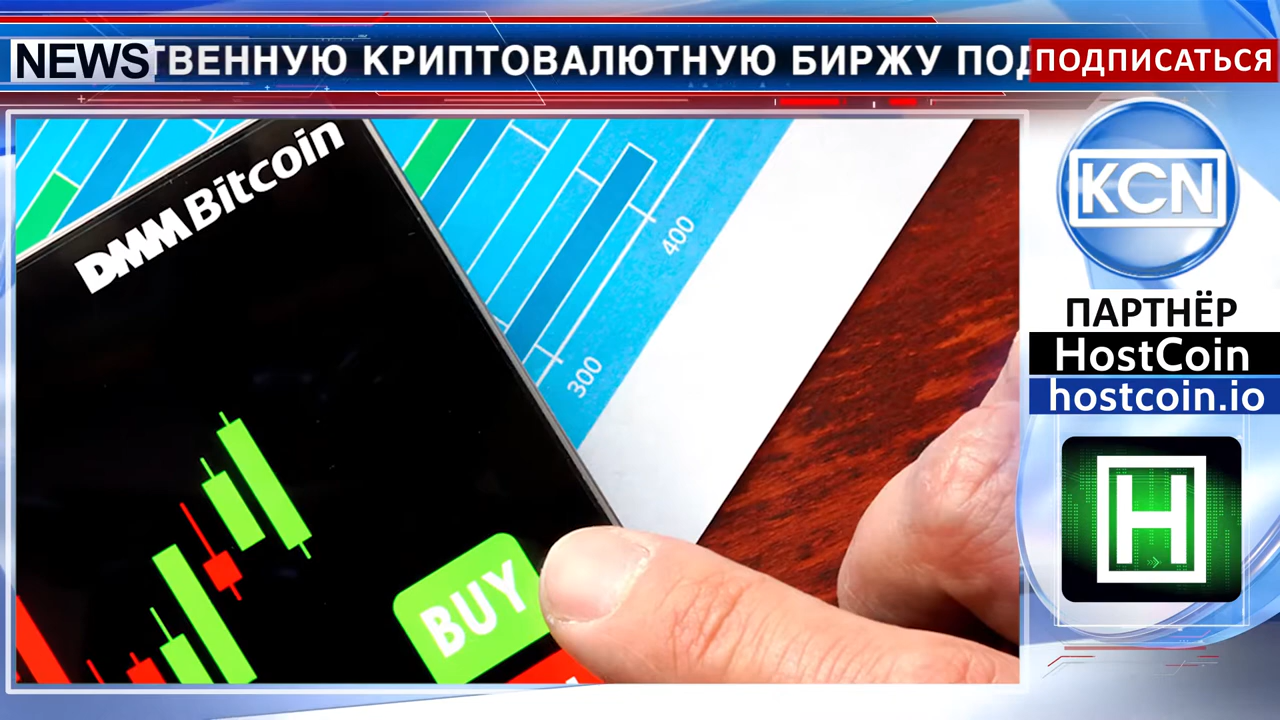 NEWS
ТВЕННУЮ КРИПТОВАЛЮТНУЮ БИРЖУ ПОД
ПОДПИСАТЬСЯ
DMM Bitcoin
400
300
BUY
KCN
ПАРТНЁР
HostCoin
hostcoin.io
H